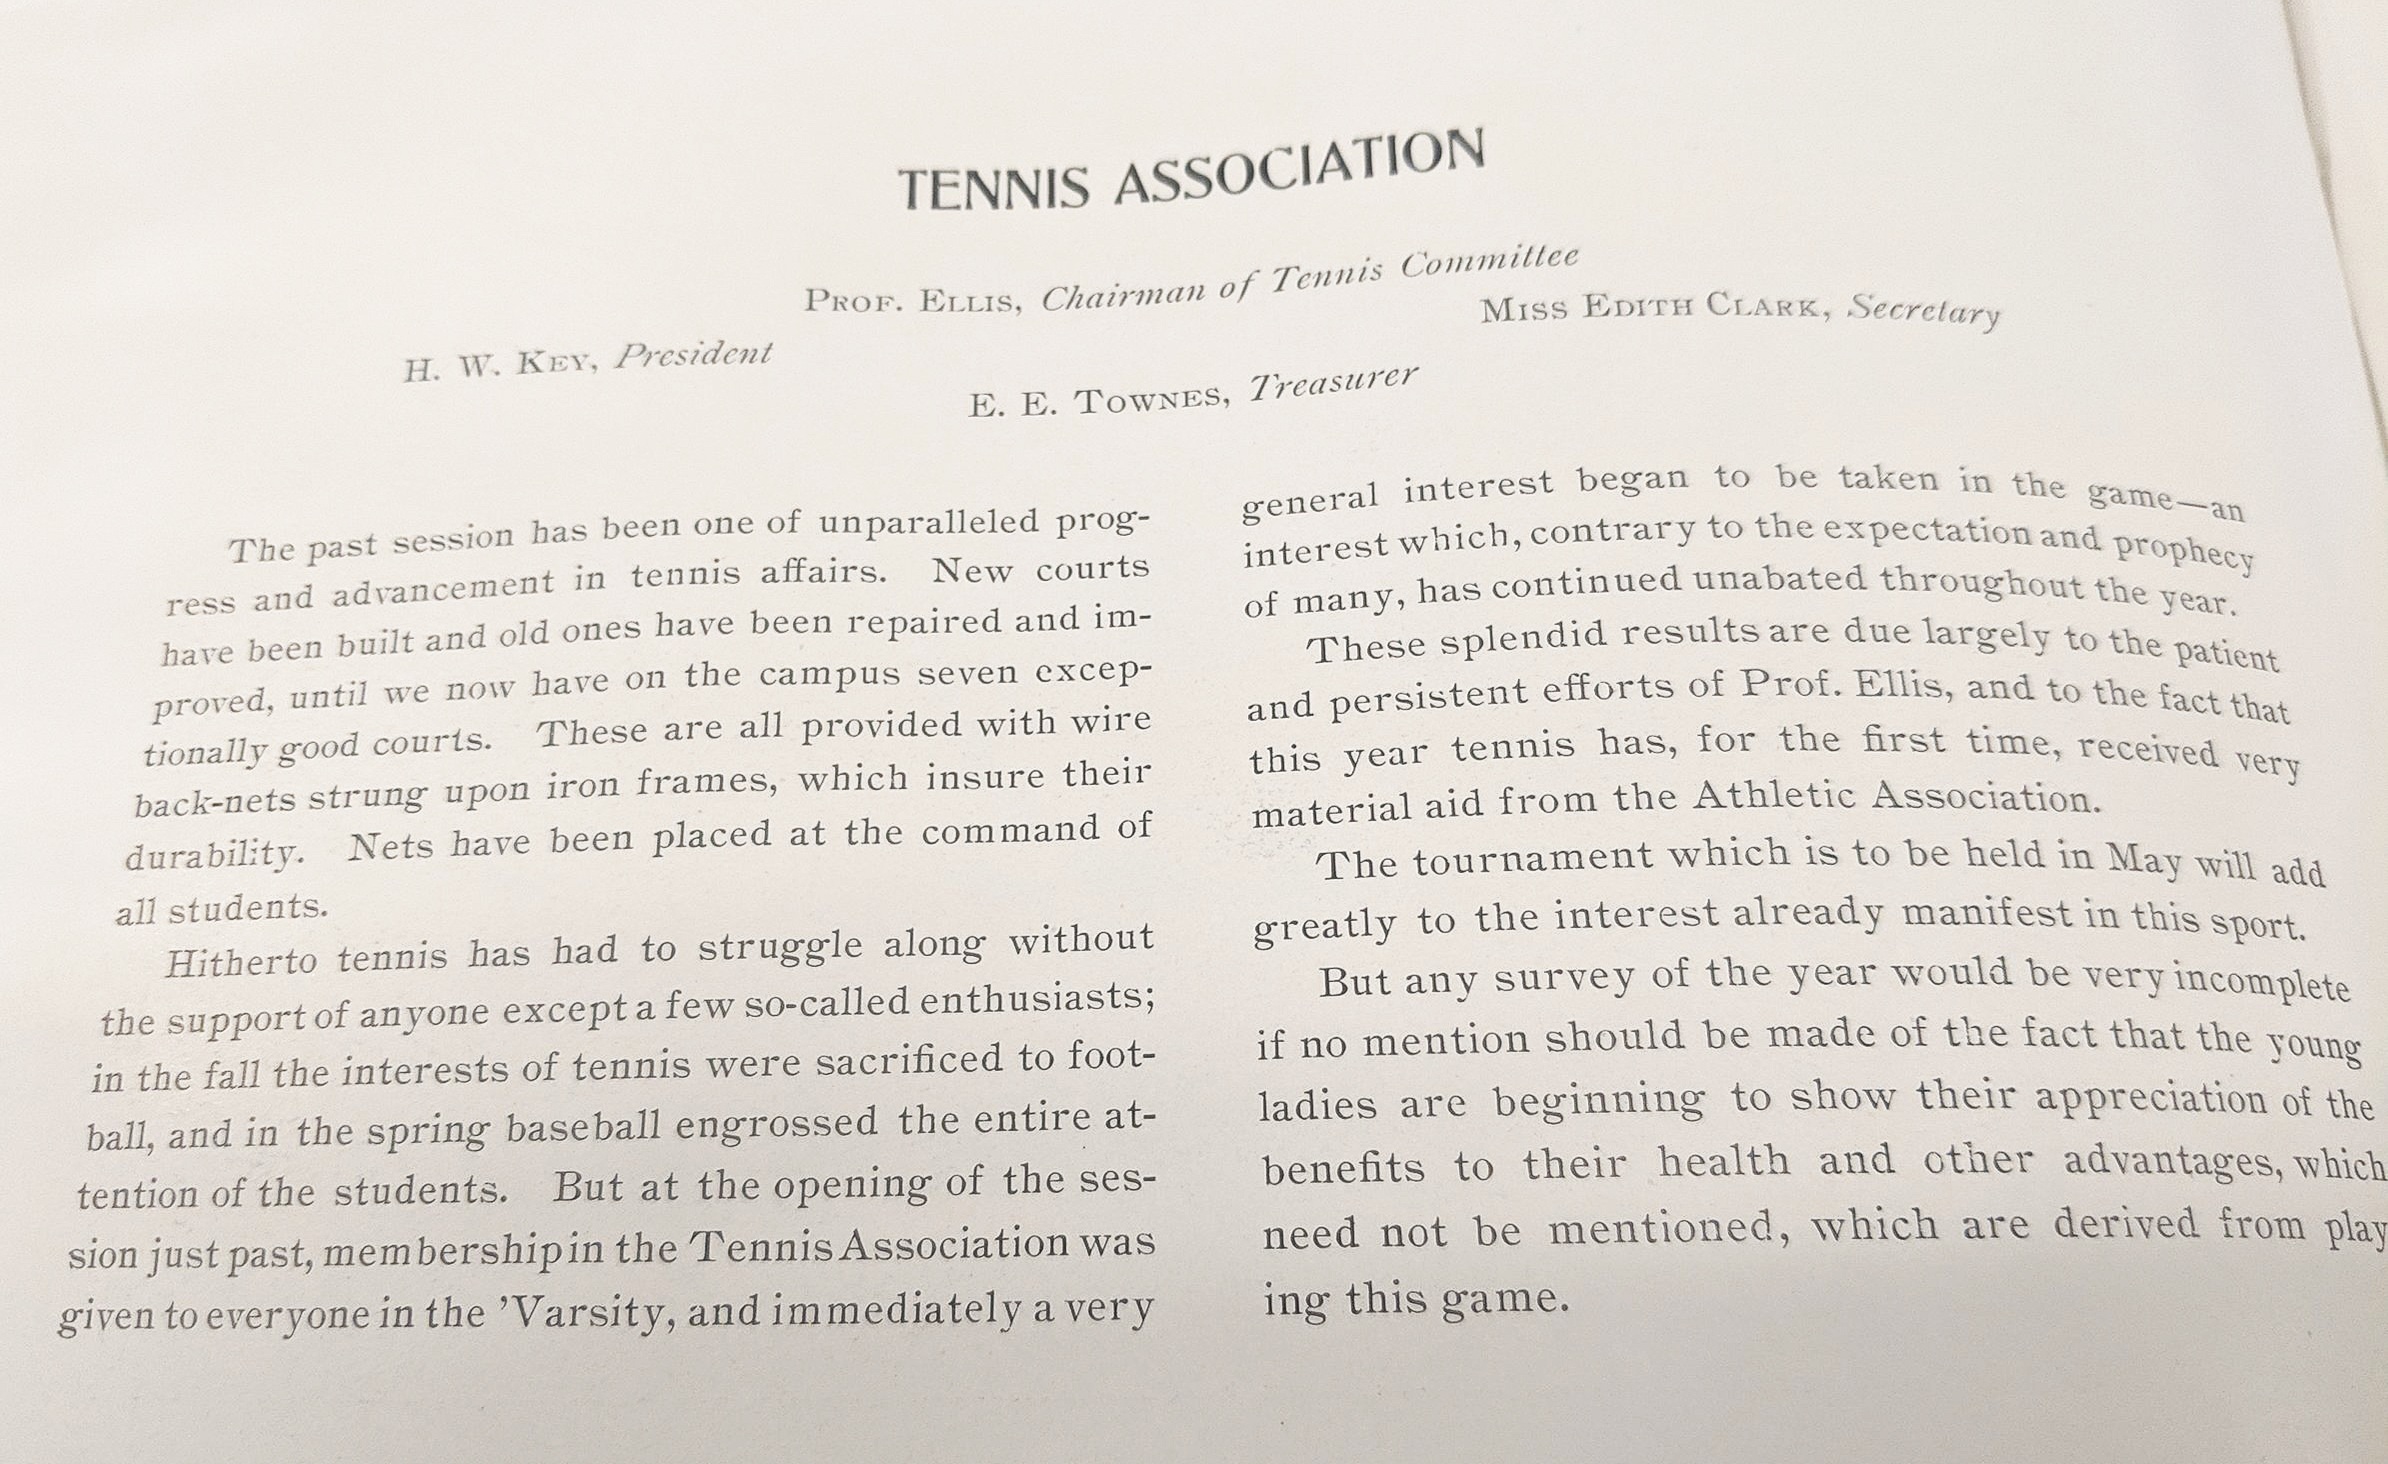 TENNIS ASSOCIATION
PROF. ELLIS, Chairman of Tennis Committee
H. W. KEY, President
MISS EDITH CLARK, Secretary
E. E. TOWNES, Treasurer
The past session has been one of unparalleled prog-
ress and advancement in tennis affairs. New courts
have been built and old ones have been repaired and im-
proved, until we now have on the campus seven excep-
tionally good courts. These are all provided with wire
back-nets strung upon iron frames, which insure their
durability. Nets have been placed at the command of
all students.
Hitherto tennis has had to struggle along without
the support of anyone except a few so-called enthusiasts;
in the fall the interests of tennis were sacrificed to foot-
ball, and in the spring baseball engrossed the entire at-
tention of the students. But at the opening of the ses-
sion just past, membership in the Tennis Association was
given to everyone in the 'Varsity, and immediately a very
general interest began to be taken in the game—an
interest which, contrary to the expectation and prophecy
of many, has continued unabated throughout the year.
These splendid results are due largely to the patient
and persistent efforts of Prof. Ellis, and to the fact that
this year tennis has, for the first time, received very
material aid from the Athletic Association.
The tournament which is to be held in May will add
greatly to the interest already manifest in this sport.
But any survey of the year would be very incomplete
if no mention should be made of the fact that the young
ladies are beginning to show their appreciation of the
benefits to their health and other advantages, which
need not be mentioned, which are derived from play
ing this game.